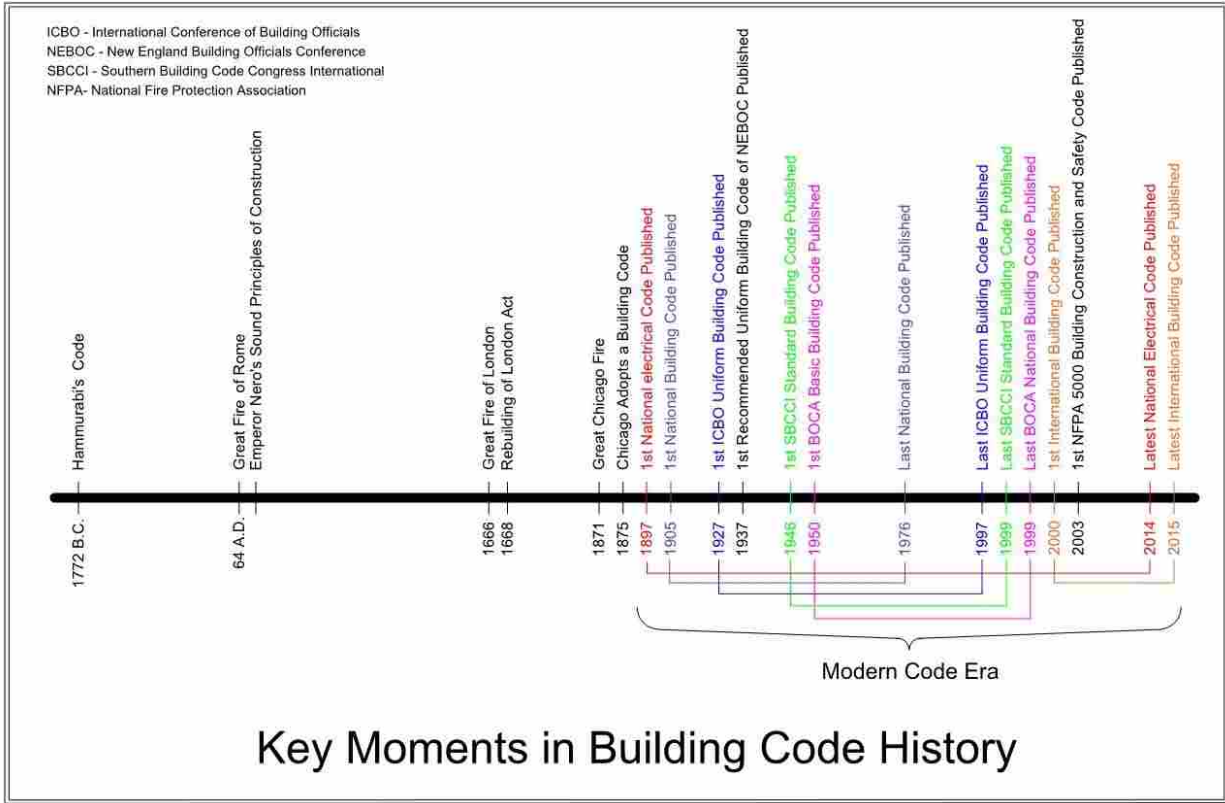 ICBO - International Conference of Building Officials
NEBOC - New England Building Officials Conference
SBCCI - Southern Building Code Congress International
NFPA- National Fire Protection Association
Hammurabi's Code
Great Fire of Rome
Emperor Nero's Sound Principles of Construction
Great Fire of London
Rebuilding of London Act
Great Chicago Fire
Chicago Adopts a Building Code
1st National electrical Code Published
1st National Building Code Published
1st ICBO Uniform Building Code Published
1st Recommended Uniform Building Code of NEBOC Published
1st SBCCI Standard Building Code Published
1st BOCA Basic Building Code Published
Last National Building Code Published
Last ICBO Uniform Building Code Published
Last SBCCI Standard Building Code Published
Last BOCA National Building Code Published
1st International Building Code Published
1st NFPA 5000 Building Construction and Safety Code Published
Latest National Electrical Code Published
Latest International Building Code Published
1772 B.C.
64 A.D.
1666
1668
1871
1875
1897
1905
1927
1937
1946
1950
1976
1997
1999
1999
2000
2003
2014
2015
Modern Code Era
Key Moments in Building Code History